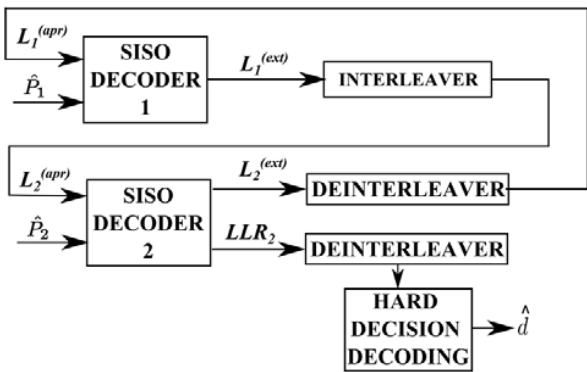 L₁^(apr)
SISO
DECODER
1
P̂₁
L₁^(ext)
INTERLEAVER
L₂^(apr)
SISO
DECODER
2
P̂₂
L₂^(ext)
DEINTERLEAVER
LLR₂
DEINTERLEAVER
HARD
DECISION
DECODING
d̂